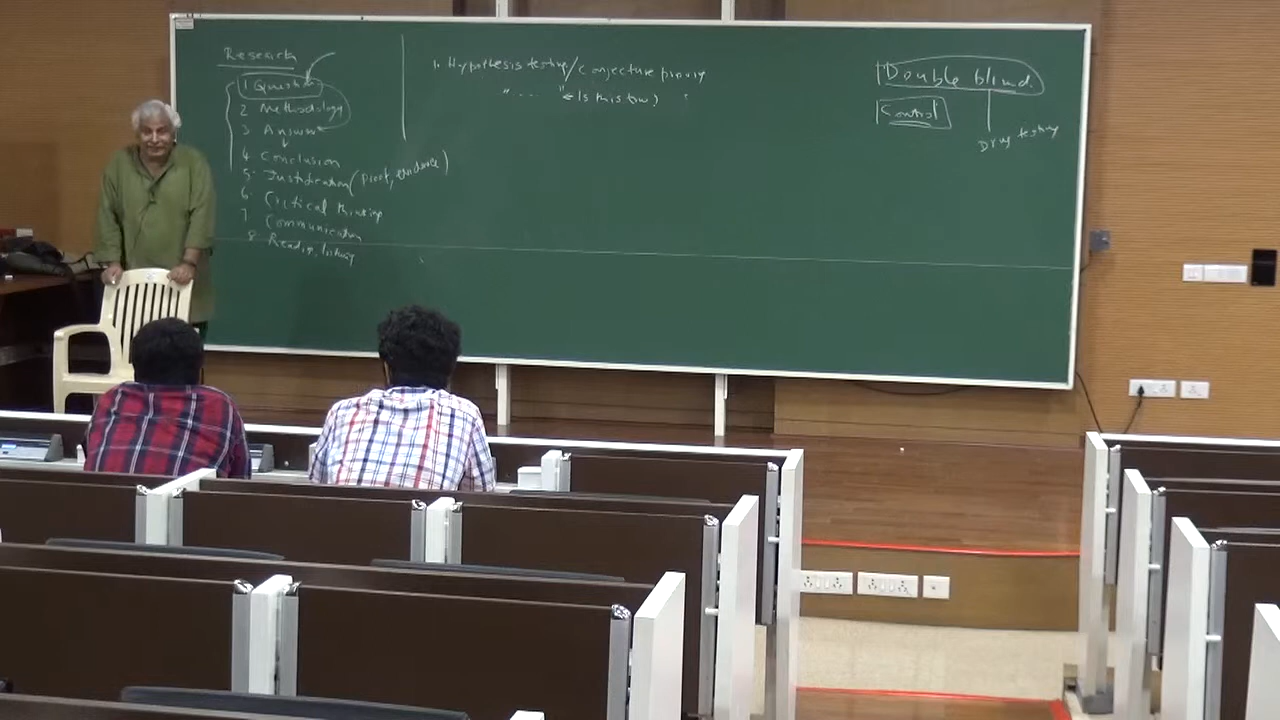 Research
1 Question
2 Methodology
3 Answer
4 Conclusion
5. Justification (proof, evidence)
6 Critical thinking
7 Communication
8 Reading,
1. Hypothesis testing/conjecture proving
" .... " ← (Is this true)
Double blind.
Control
Drug testing